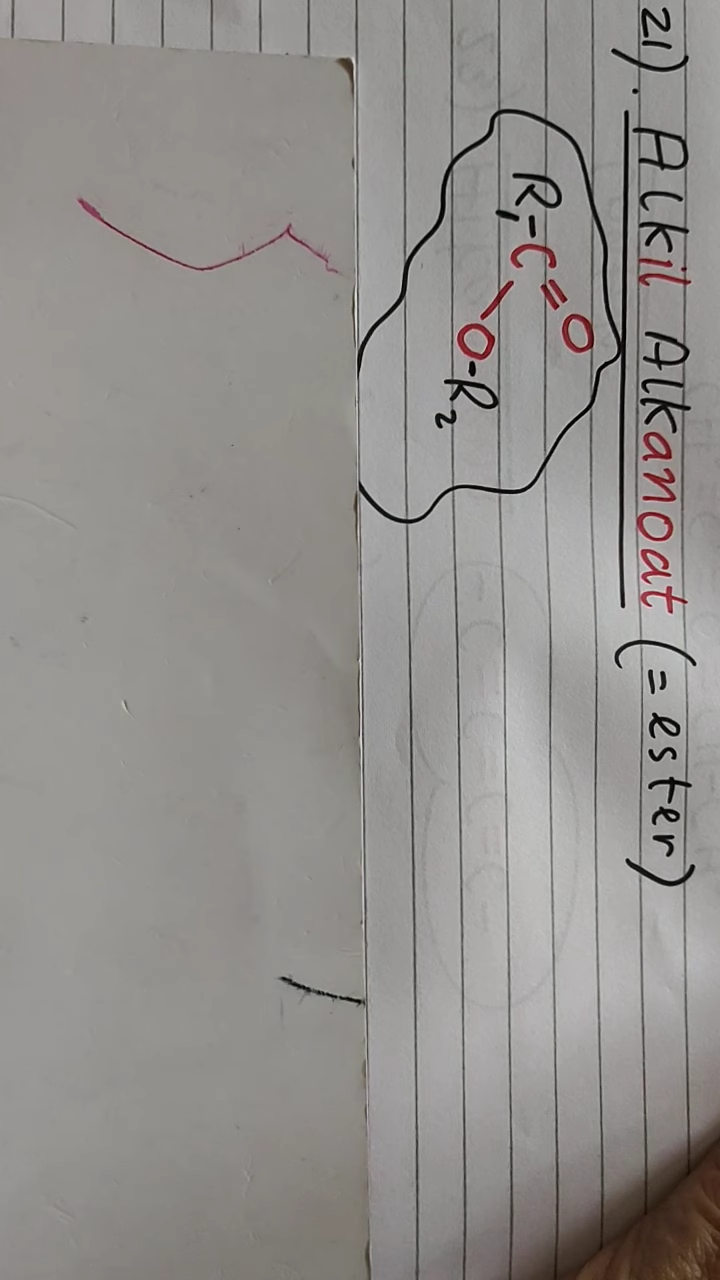 21). Alkil Alkanoat (= ester)
R₁-C=O
O-R₂